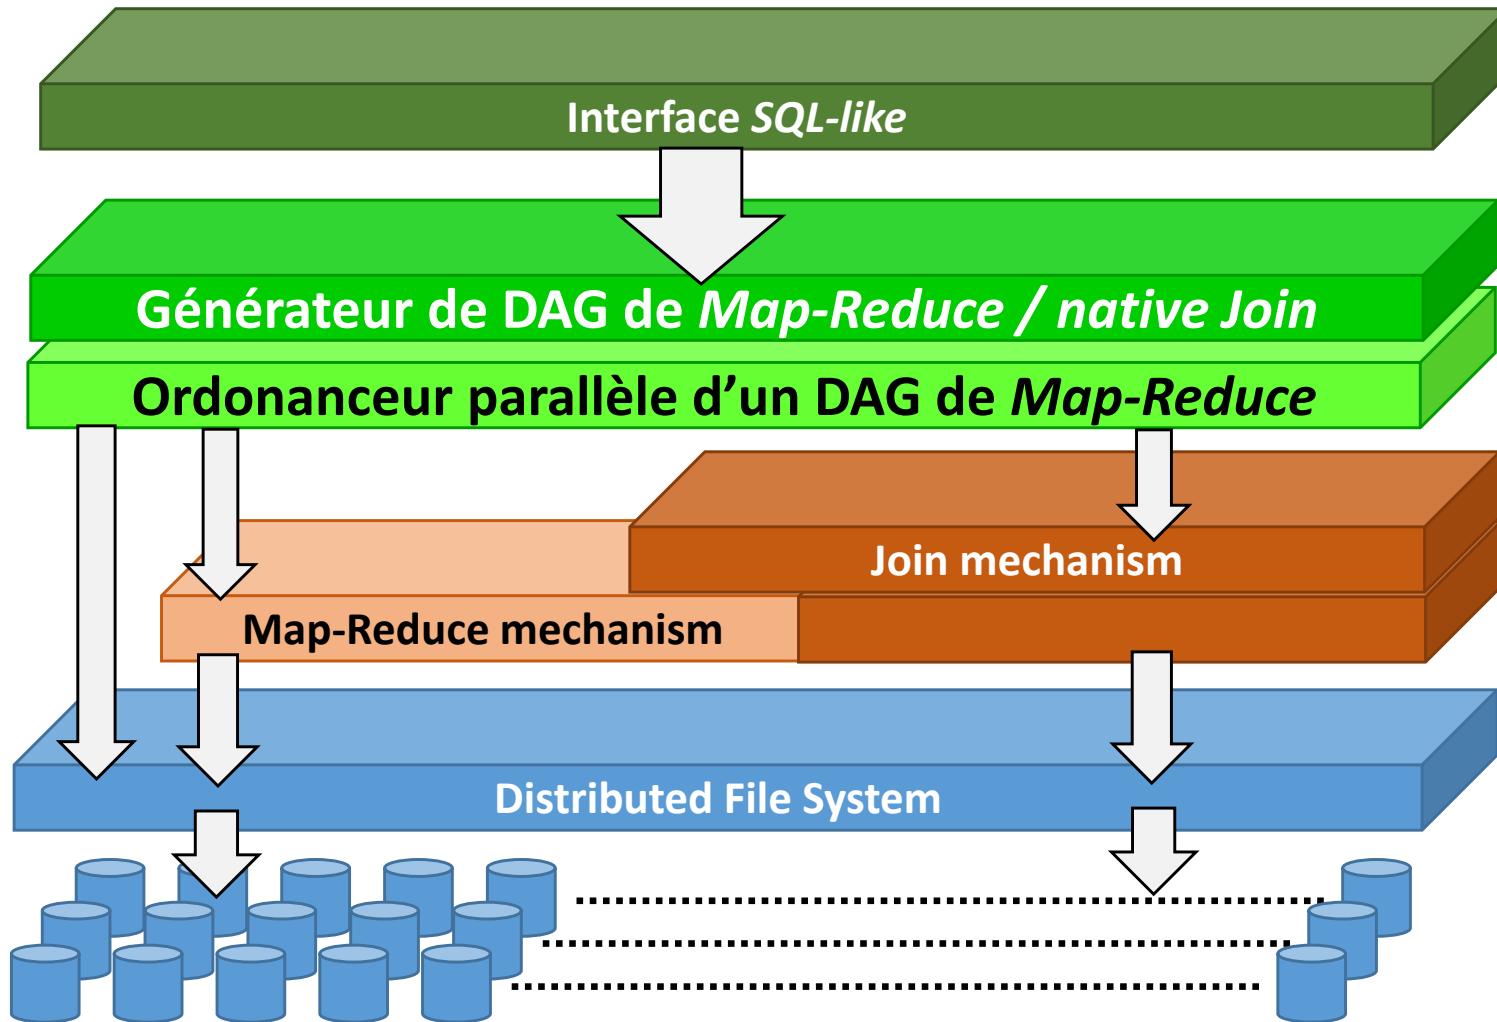 Interface SQL-like
Générateur de DAG de Map-Reduce / native Join
Ordonanceur parallèle d’un DAG de Map-Reduce
Join mechanism
Map-Reduce mechanism
Distributed File System